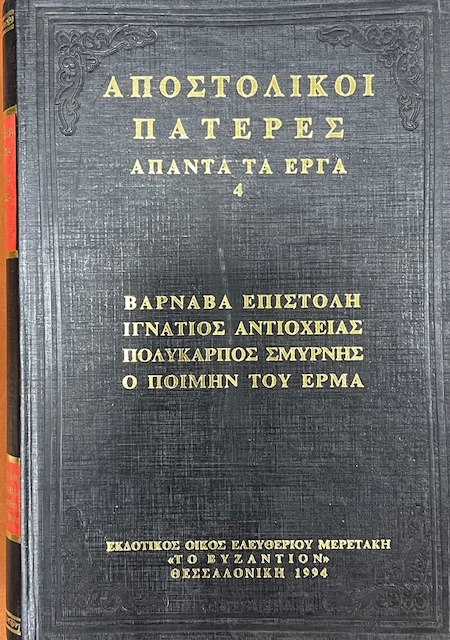 ΑΠΟΣΤΟΛΙΚΟΙ
ΠΑΤΕΡΕΣ
ΑΠΑΝΤΑ ΤΑ ΕΡΓΑ
4
ΒΑΡΝΑΒΑ ΕΠΙΣΤΟΛΗ
ΙΓΝΑΤΙΟΣ ΑΝΤΙΟΧΕΙΑΣ
ΠΟΛΥΚΑΡΠΟΣ ΣΜΥΡΝΗΣ
Ο ΠΟΙΜΗΝ ΤΟΥ ΕΡΜΑ
ΕΚΔΟΤΙΚΟΣ ΟΙΚΟΣ ΕΛΕΥΘΕΡΙΟΥ ΜΕΡΕΤΑΚΗ
«ΤΟ ΒΥΖΑΝΤΙΟΝ»
ΘΕΣΣΑΛΟΝΙΚΗ 1994